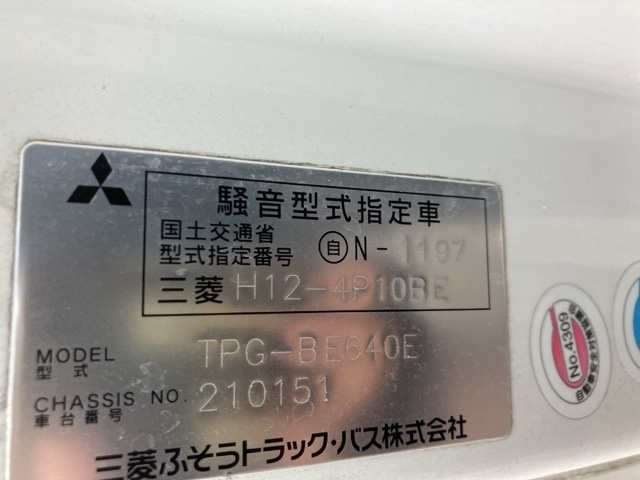 騒音型式指定車
国土交通省
型式指定番号 自 N- 1197
三菱 H12-4P10BE
MODEL
型式
TPG-BE640E
CHASSIS NO.
車台番号
210151
三菱ふそうトラック・バス株式会社
No.4309